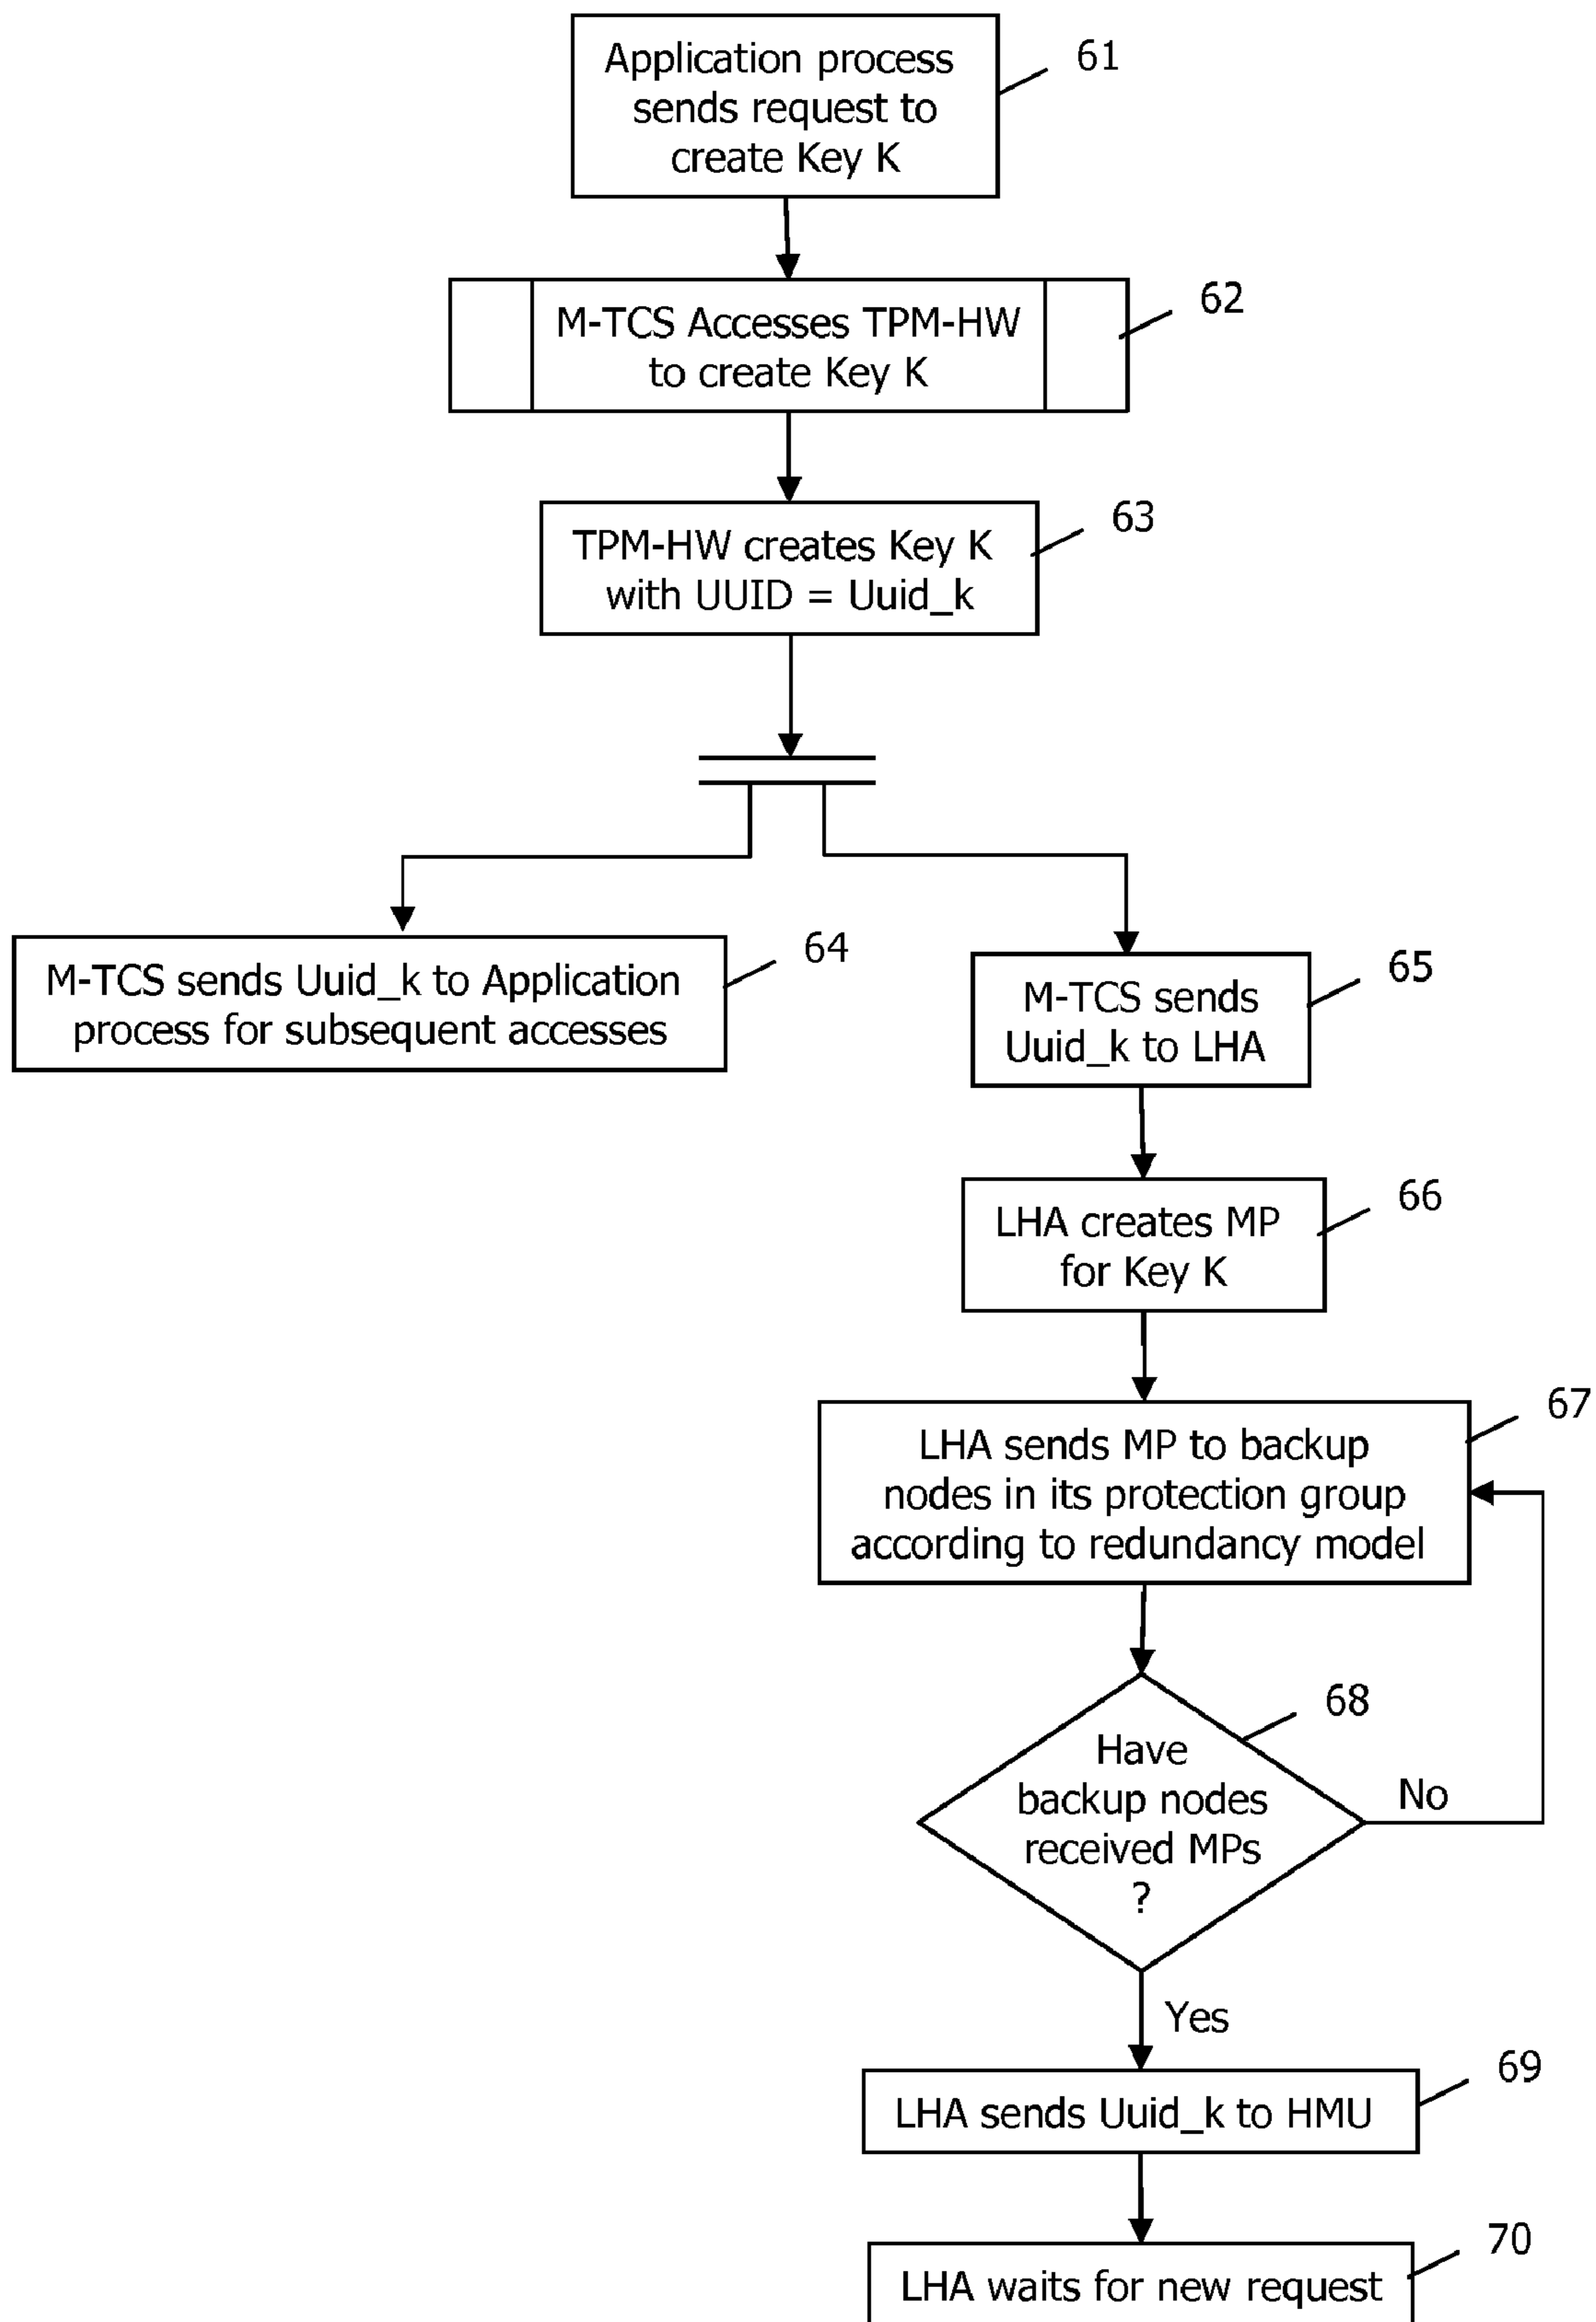 Application process
sends request to
create Key K
61
M-TCS Accesses TPM-HW
to create Key K
62
TPM-HW creates Key K
with UUID = Uuid_k
63
M-TCS sends Uuid_k to Application
process for subsequent accesses
64
M-TCS sends
Uuid_k to LHA
65
LHA creates MP
for Key K
66
LHA sends MP to backup
nodes in its protection group
according to redundancy model
67
Have
backup nodes
received MPs
?
68
No
Yes
LHA sends Uuid_k to HMU
69
LHA waits for new request
70